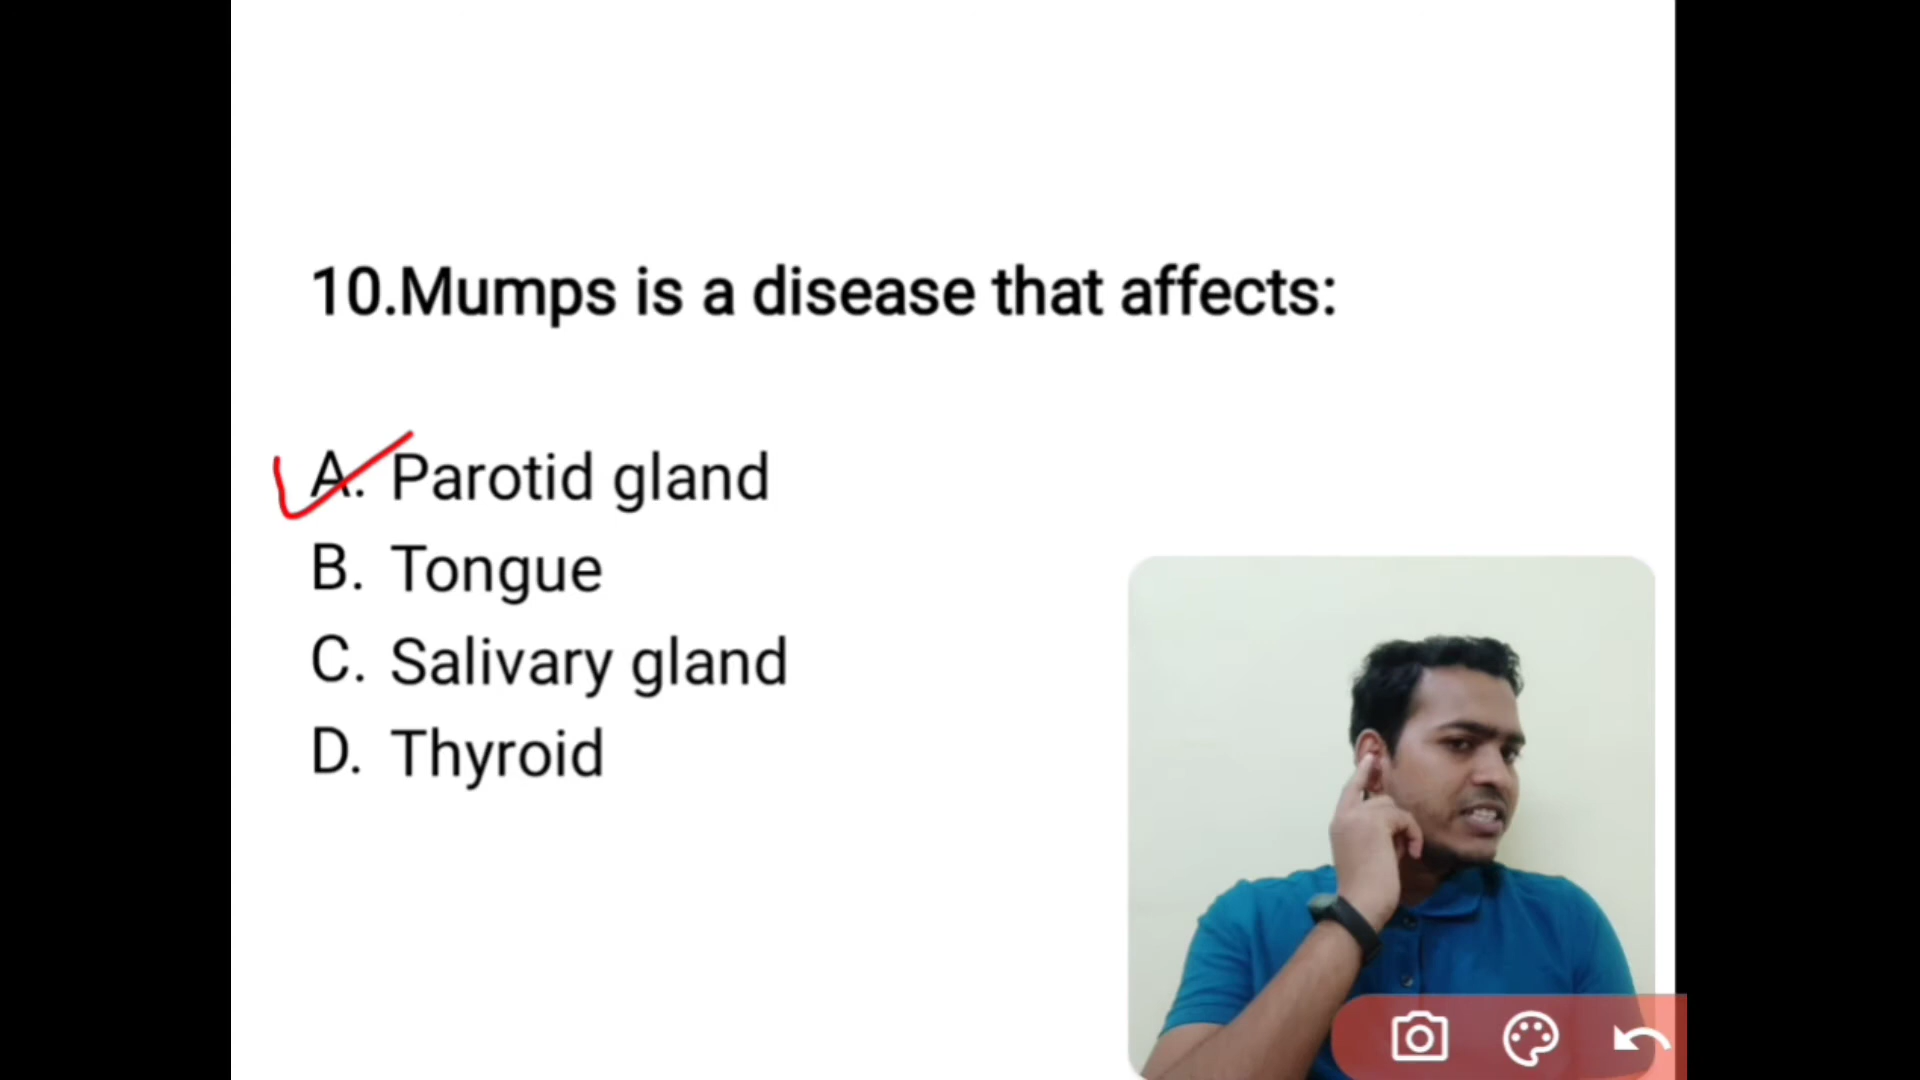 10.Mumps is a disease that affects:
A. Parotid gland
B. Tongue
C. Salivary gland
D. Thyroid